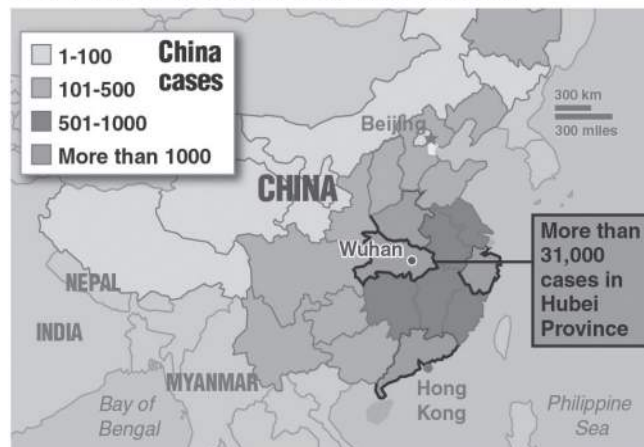 China
cases
1-100
101-500
501-1000
More than 1000
300 km
300 miles
Beijing
CHINA
Wuhan
More than
31,000
cases in
Hubei
Province
NEPAL
INDIA
MYANMAR
Hong
Kong
Bay of
Bengal
Philippine
Sea